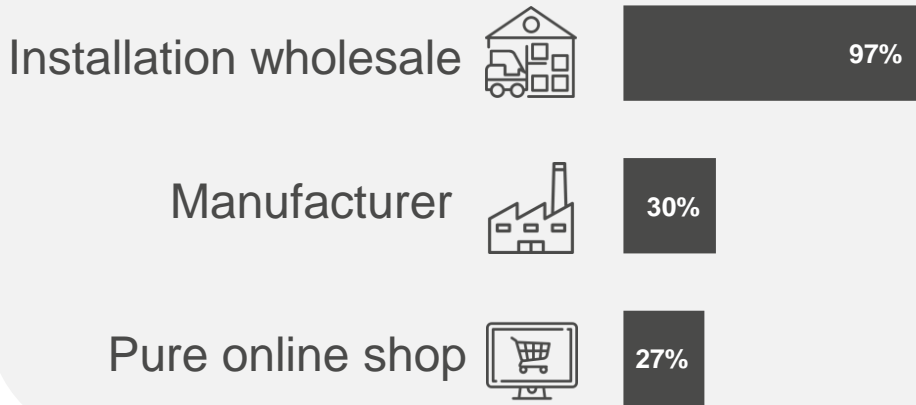 Installation wholesale
97%
Manufacturer
30%
Pure online shop
27%